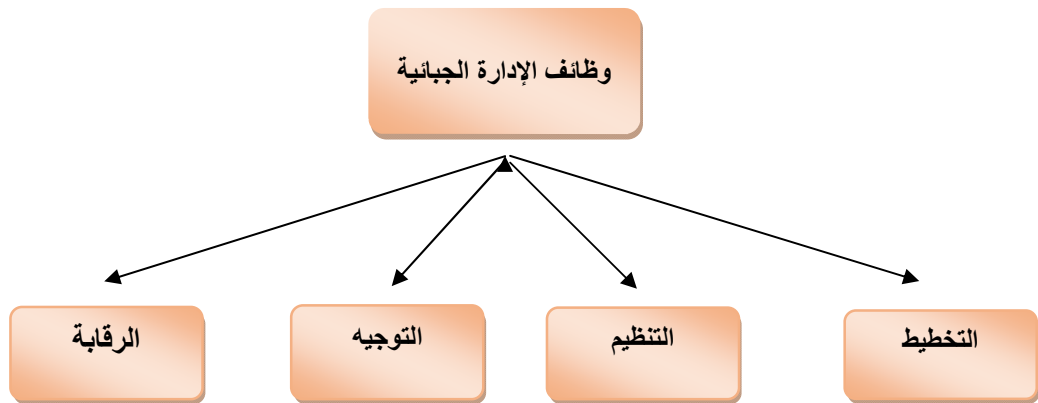 وظائف الإدارة الجبائية
التخطيط
التنظيم
التوجيه
الرقابة